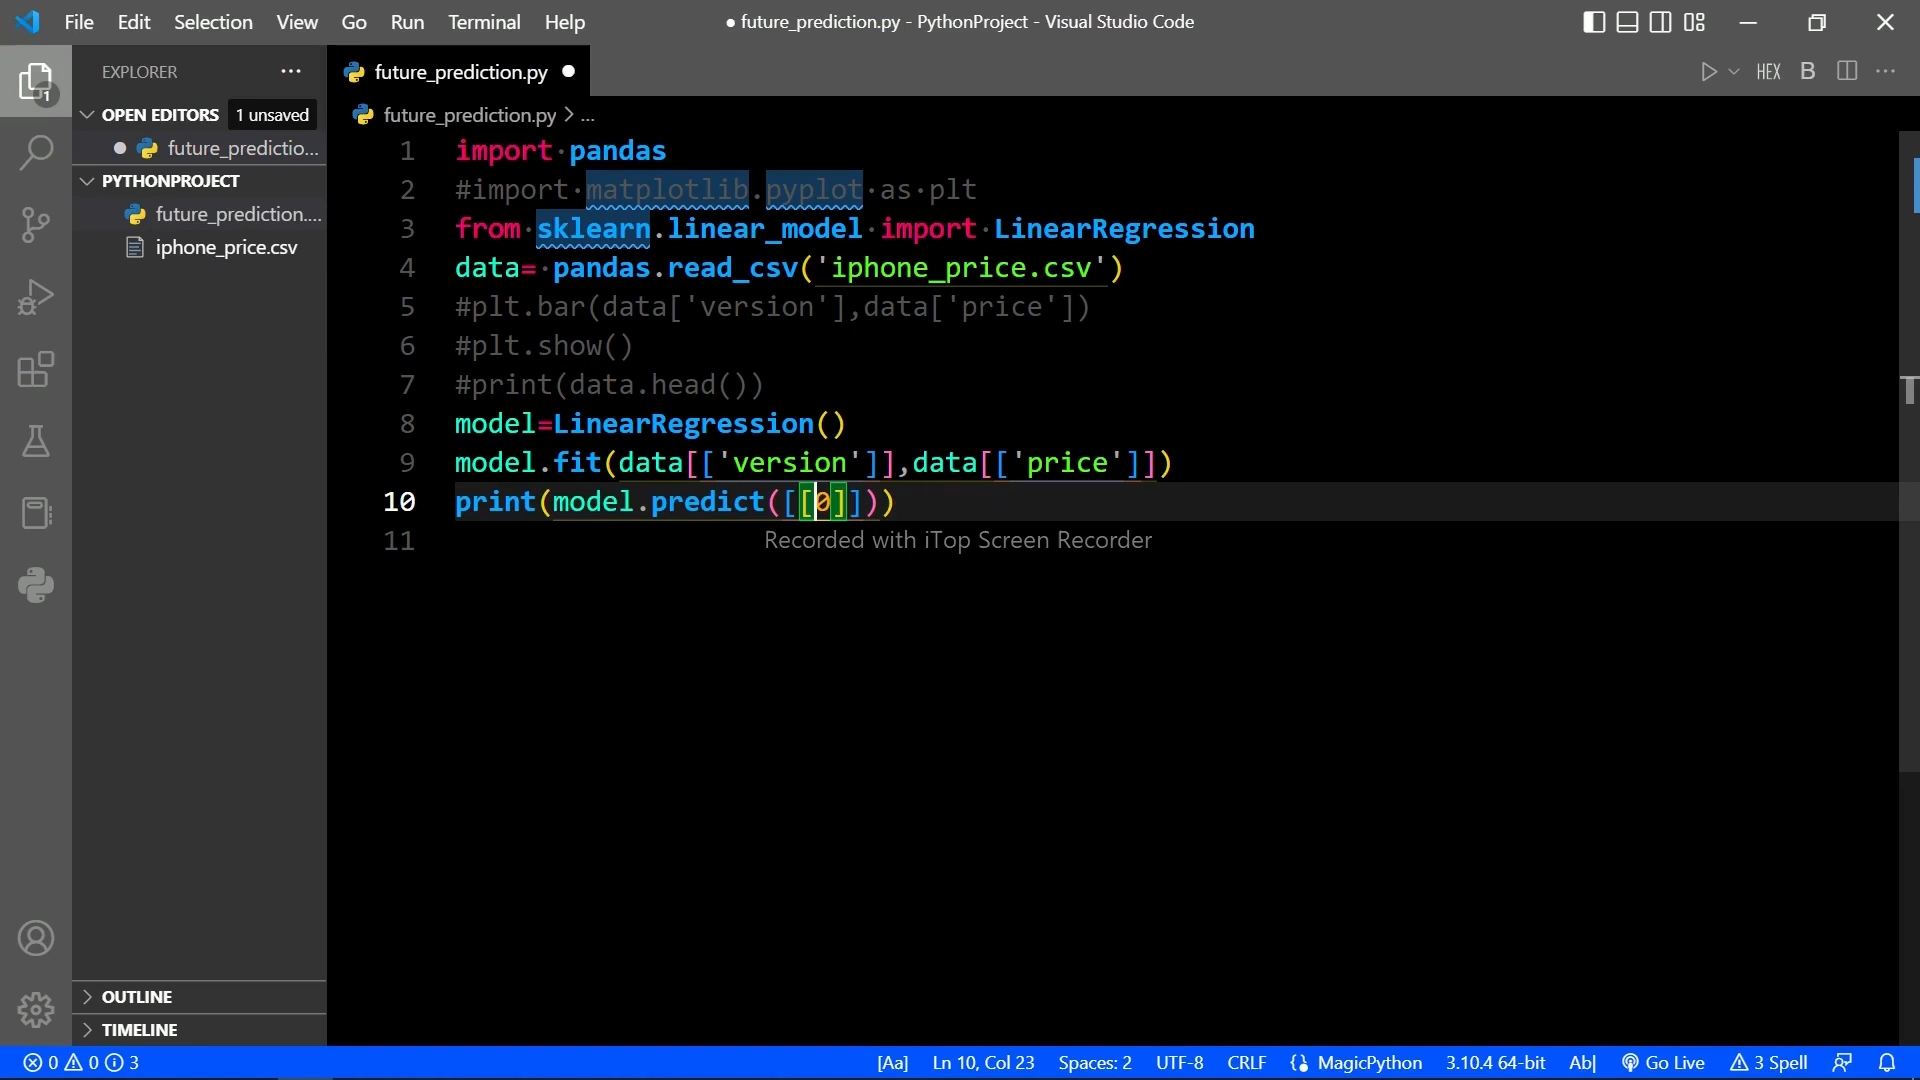 File Edit Selection View Go Run Terminal Help
● future_prediction.py - PythonProject - Visual Studio Code
EXPLORER
OPEN EDITORS 1 unsaved
future_predictio...
PYTHONPROJECT
future_prediction....
iphone_price.csv
OUTLINE
TIMELINE
future_prediction.py
HEX B
future_prediction.py > ...
1 import pandas
2 #import matplotlib.pyplot as plt
3 from sklearn.linear_model import LinearRegression
4 data= pandas.read_csv('iphone_price.csv')
5 #plt.bar(data['version'],data['price'])
6 #plt.show()
7 #print(data.head())
8 model=LinearRegression()
9 model.fit(data[['version']],data[['price']])
10 print(model.predict([[0]]))
11
Recorded with iTop Screen Recorder
1
0 0 3 [Aa] Ln 10, Col 23 Spaces: 2 UTF-8 CRLF MagicPython 3.10.4 64-bit Ab| Go Live 3 Spell